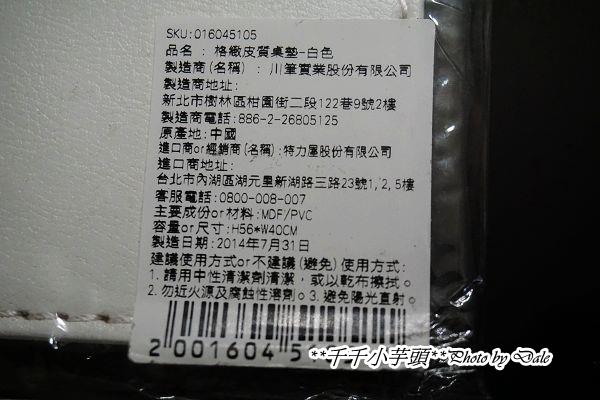 SKU:016045105
品名 : 格緻皮質桌墊-白色
製造商(名稱) : 川筆實業股份有限公司
製造商地址:
新北市樹林區柑園街二段122巷9號2樓
製造商電話:886-2-26805125
原產地:中國
進口商or經銷商(名稱):特力屋股份有限公司
進口商地址:
台北市內湖區湖元里新湖路三路23號1,2,5樓
客服電話:0800-008-007
主要成份or材料:MDF/PVC
容量or尺寸:H56*W40CM
製造日期:2014年7月31日
建議使用方式or不建議(避免)使用方式:
1.請用中性清潔劑清潔，或以乾布擦拭。
2.勿近火源及腐蝕性溶劑。3.避免陽光直射。
2 001604 51
**千千小芋頭**Photo by Dale